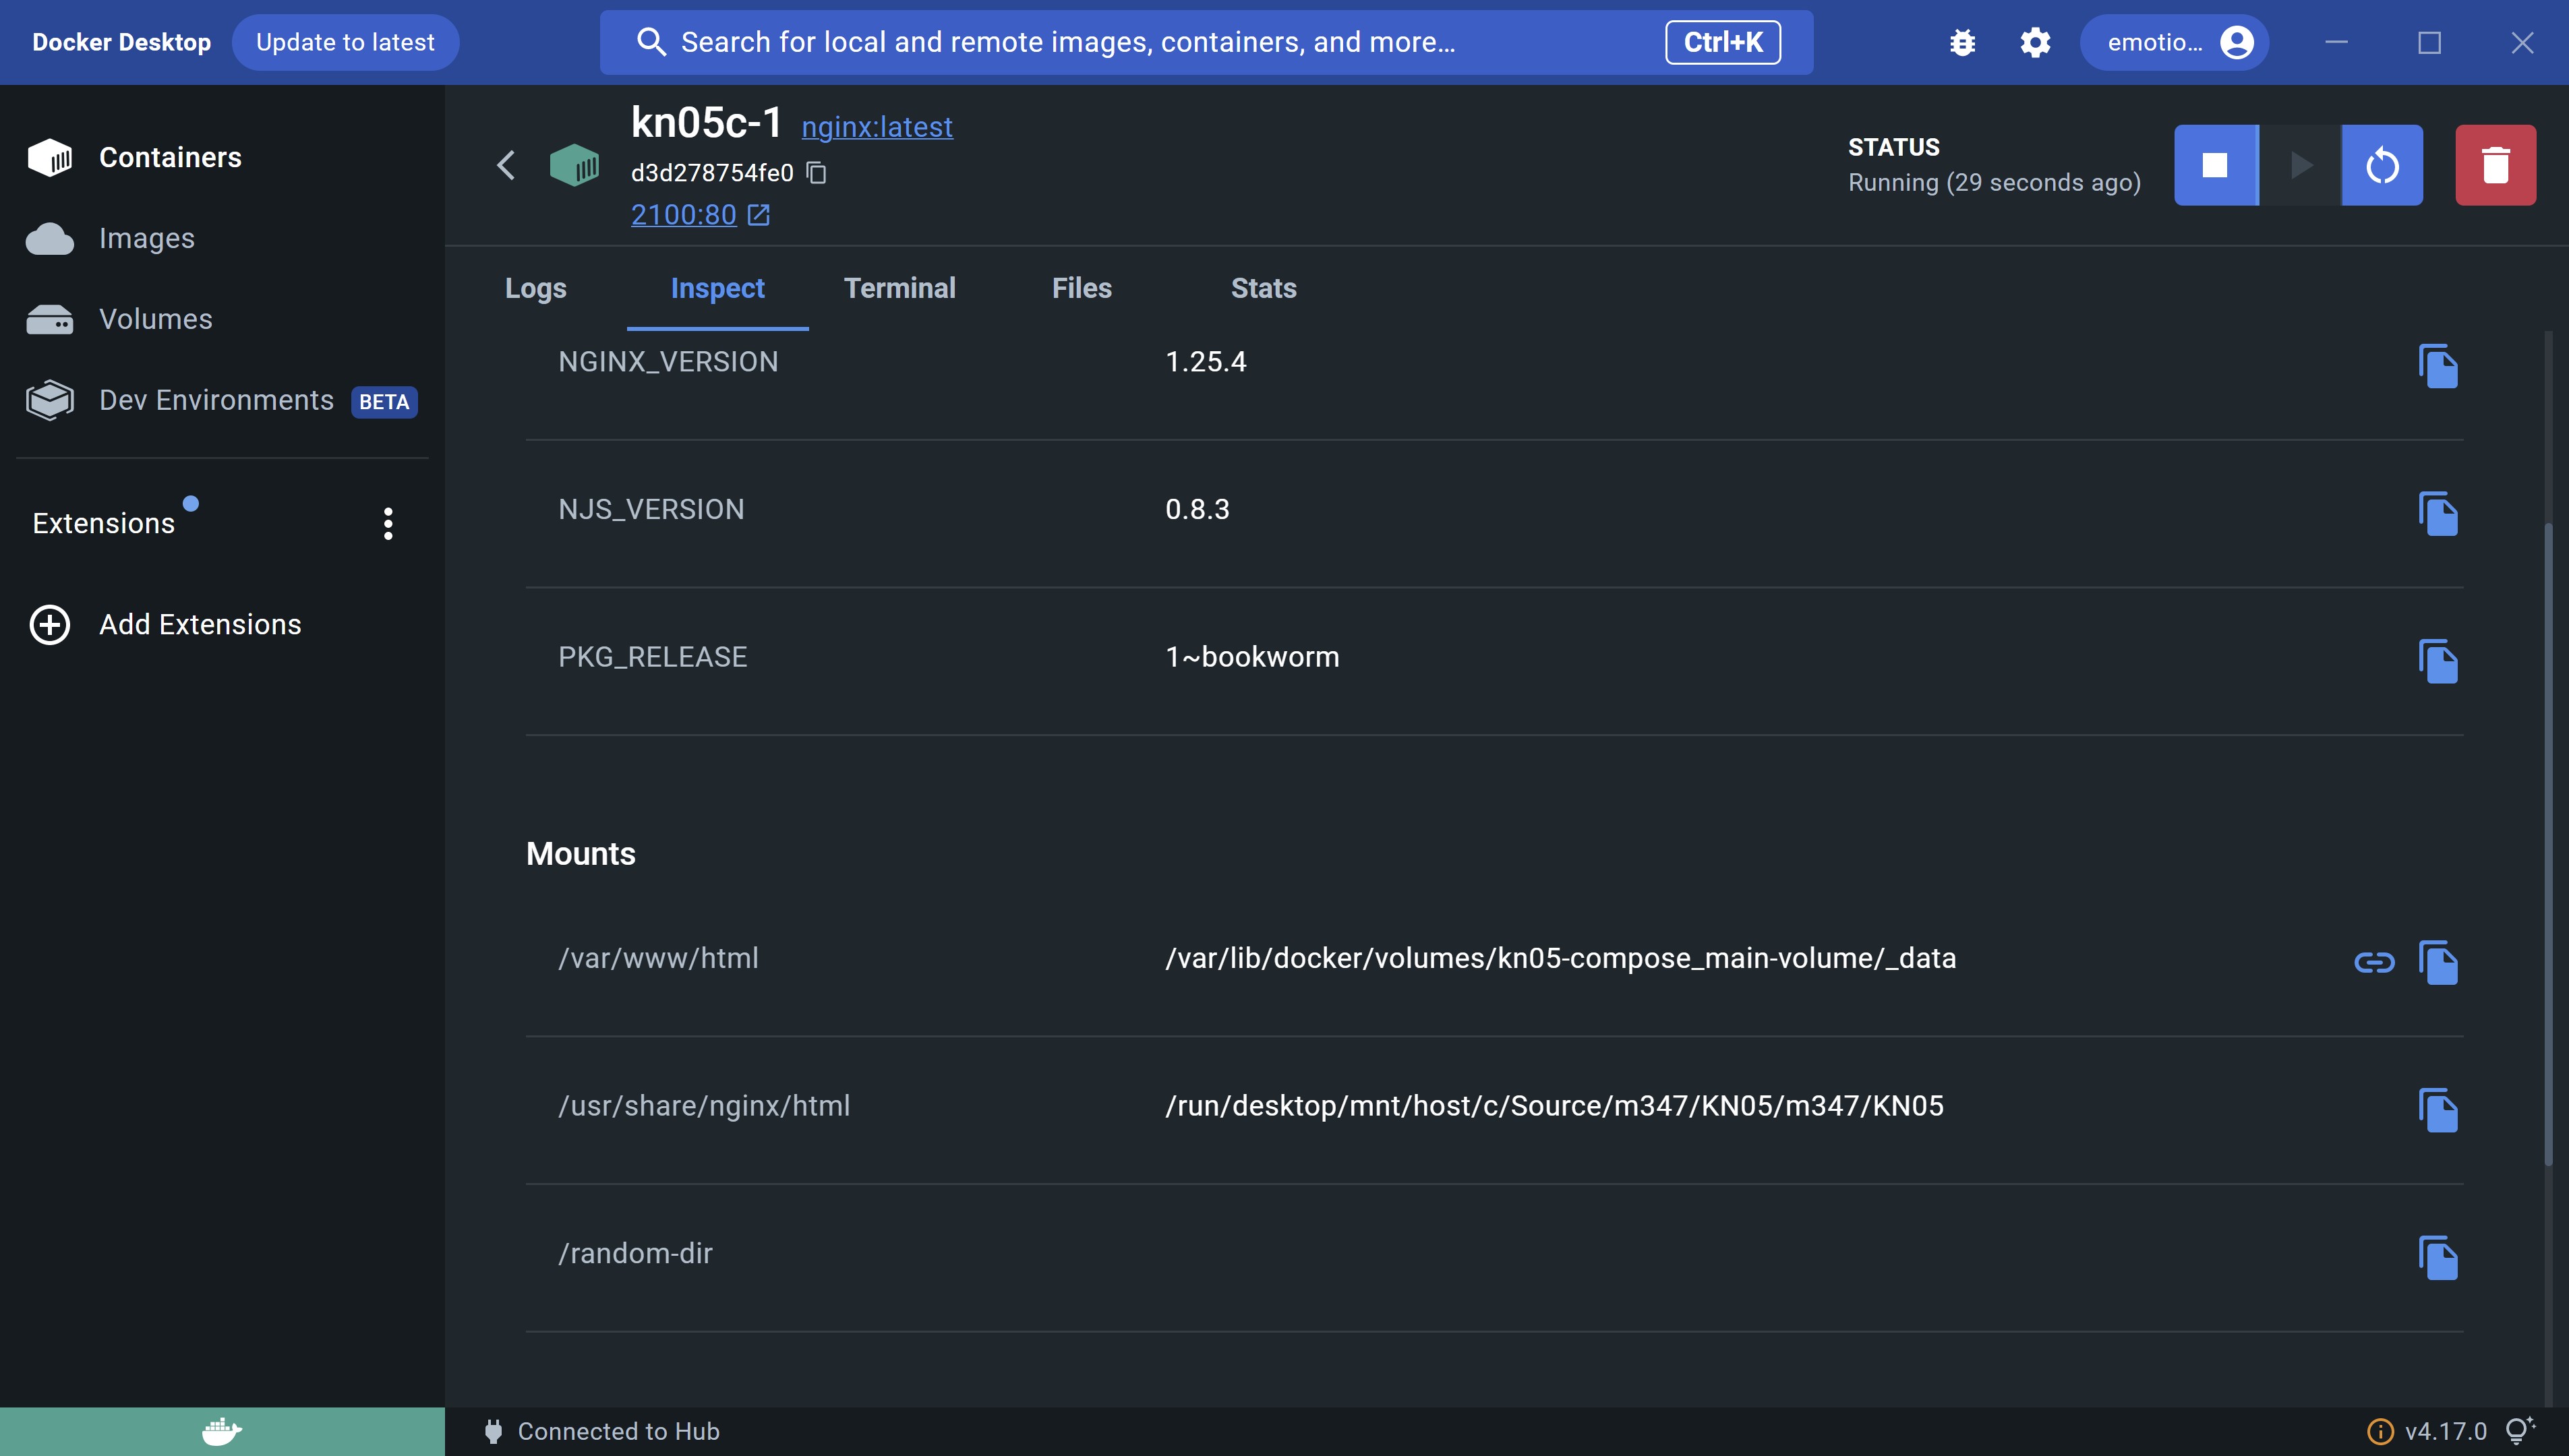 Docker Desktop
Update to latest
Search for local and remote images, containers, and more...
Ctrl+K
emotio...
Containers
Images
Volumes
Dev Environments BETA
Extensions
Add Extensions
kn05c-1 nginx:latest
d3d278754fe0
2100:80
STATUS
Running (29 seconds ago)
Logs Inspect Terminal Files Stats
NGINX_VERSION 1.25.4
NJS_VERSION 0.8.3
PKG_RELEASE 1~bookworm
Mounts
/var/www/html /var/lib/docker/volumes/kn05-compose_main-volume/_data
/usr/share/nginx/html /run/desktop/mnt/host/c/Source/m347/KN05/m347/KN05
/random-dir
Connected to Hub
v4.17.0